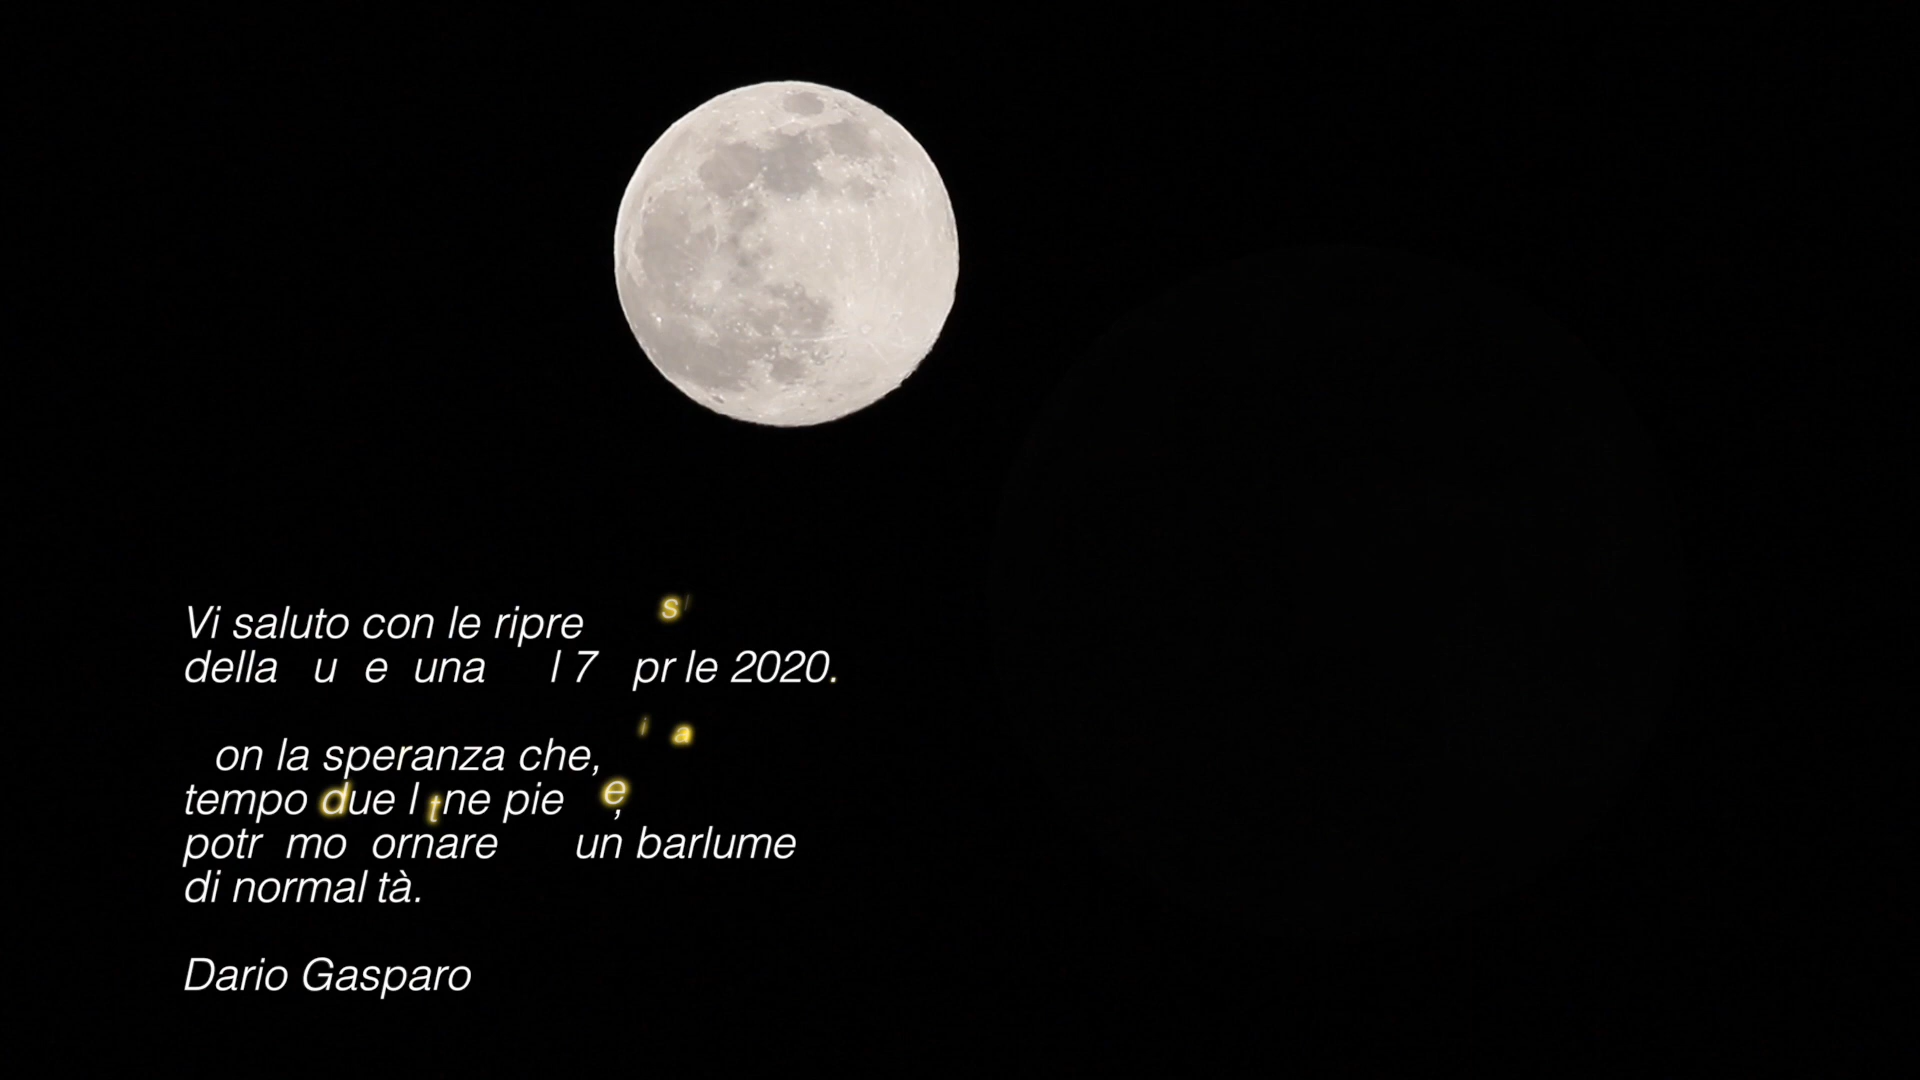 Vi saluto con le ripre s
della u e una l 7 pr le 2020.
i a
on la speranza che,
tempo due l t ne pie e,
potr mo ornare un barlume
di normal tà.
Dario Gasparo